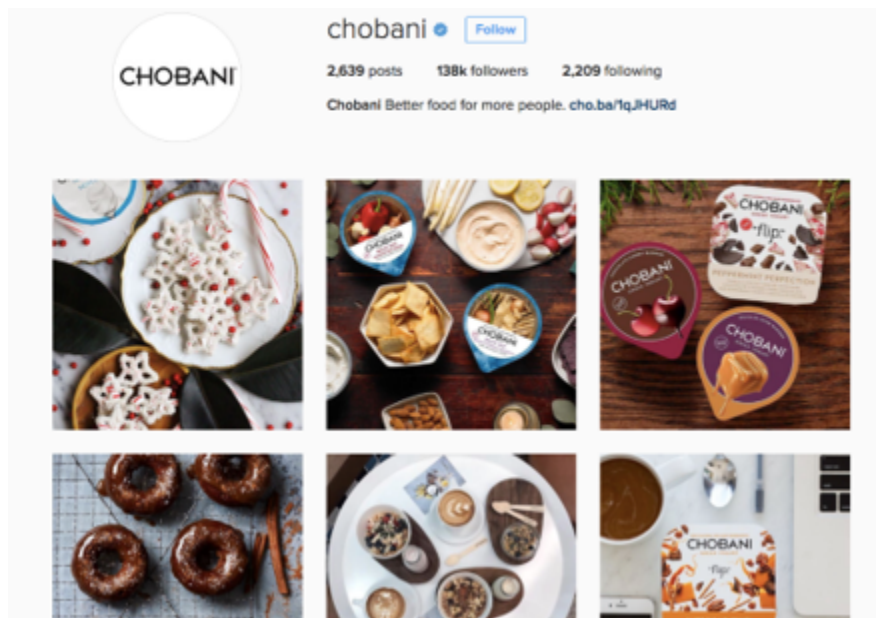 CHOBANI
chobani
Follow
2,639 posts 138k followers 2,209 following
Chobani Better food for more people. cho.ba/1qJHURd
CHOBANI
CHOBANI
CHOBANI
flip
PEPPERMINT PERFECTION
CHOBANI
CHOBANI
CHOBANI
flip